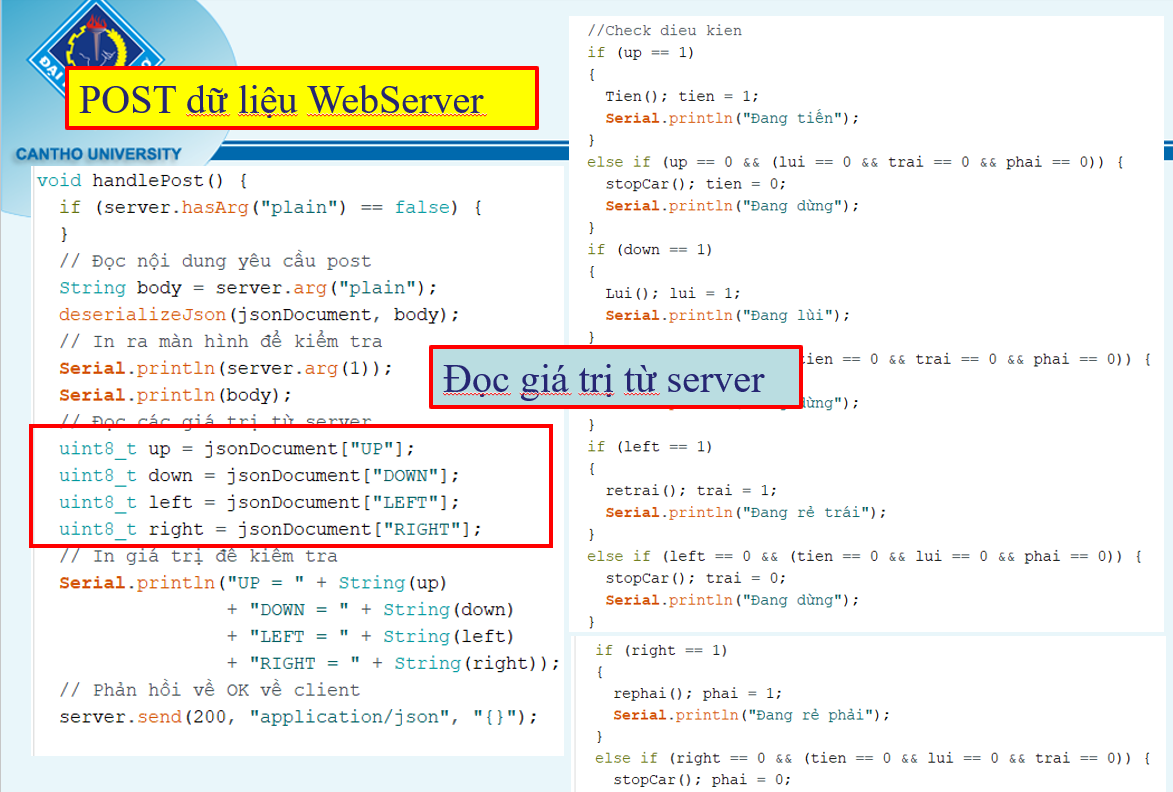 ĐẠI
POST dữ liệu WebServer
CANTHO UNIVERSITY
void handlePost() {
if (server.hasArg("plain") == false) {
}
// Đọc nội dung yêu cầu post
String body = server.arg("plain");
deserializeJson(jsonDocument, body);
// In ra màn hình để kiểm tra
Serial.println(server.arg(1));
Serial.println(body);
// Đọc các giá trị từ server
uint8_t up = jsonDocument["UP"];
uint8_t down = jsonDocument["DOWN"];
uint8_t left = jsonDocument["LEFT"];
uint8_t right = jsonDocument["RIGHT"];
// In giá trị để kiểm tra
Serial.println("UP = " + String(up)
+ "DOWN = " + String(down)
+ "LEFT = " + String(left)
+ "RIGHT = " + String(right));
// Phản hồi về OK về client
server.send(200, "application/json", "{}");
Đọc giá trị từ server
//Check dieu kien
if (up == 1)
{
Tien(); tien = 1;
Serial.println("Đang tiến");
}
else if (up == 0 && (lui == 0 && trai == 0 && phai == 0)) {
stopCar(); tien = 0;
Serial.println("Đang dừng");
}
if (down == 1)
{
Lui(); lui = 1;
Serial.println("Đang lùi");
}
tien == 0 && trai == 0 && phai == 0)) {
dừng");
}
if (left == 1)
{
retrai(); trai = 1;
Serial.println("Đang rẻ trái");
}
else if (left == 0 && (tien == 0 && lui == 0 && phai == 0)) {
stopCar(); trai = 0;
Serial.println("Đang dừng");
}
if (right == 1)
{
rephai(); phai = 1;
Serial.println("Đang rẻ phải");
}
else if (right == 0 && (tien == 0 && lui == 0 && trai == 0)) {
stopCar(); phai = 0;